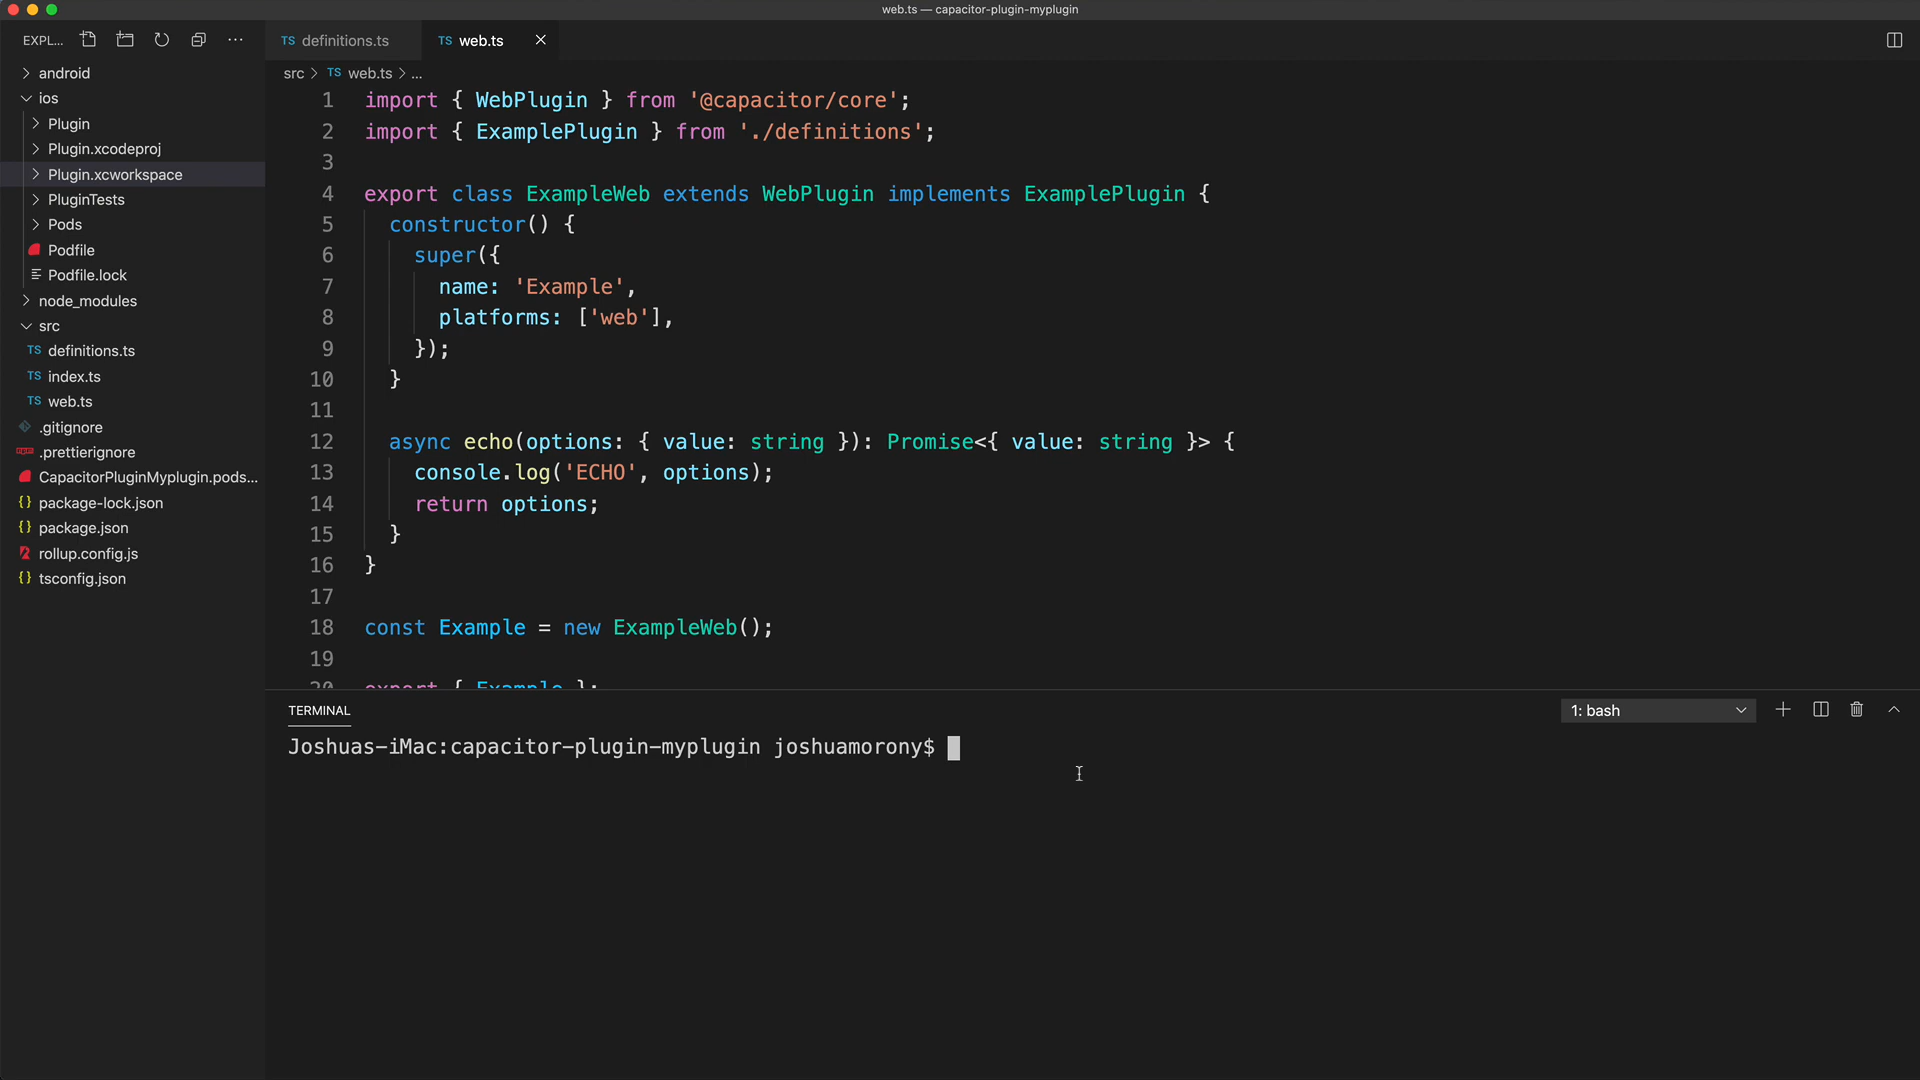 web.ts — capacitor-plugin-myplugin
EXPL...
TS definitions.ts
TS web.ts
src > TS web.ts > ...
android
ios
Plugin
Plugin.xcodeproj
Plugin.xcworkspace
PluginTests
Pods
Podfile
Podfile.lock
node_modules
src
TS definitions.ts
TS index.ts
TS web.ts
.gitignore
.prettierignore
CapacitorPluginMyplugin.pods...
{} package-lock.json
{} package.json
rollup.config.js
{} tsconfig.json
1 import { WebPlugin } from '@capacitor/core';
2 import { ExamplePlugin } from './definitions';
3
4 export class ExampleWeb extends WebPlugin implements ExamplePlugin {
5 constructor() {
6 super({
7 name: 'Example',
8 platforms: ['web'],
9 });
10 }
11
12 async echo(options: { value: string }): Promise<{ value: string }> {
13 console.log('ECHO', options);
14 return options;
15 }
16 }
17
18 const Example = new ExampleWeb();
19
20 export { Example };
TERMINAL
1: bash
Joshuas-iMac:capacitor-plugin-myplugin joshuamorony$